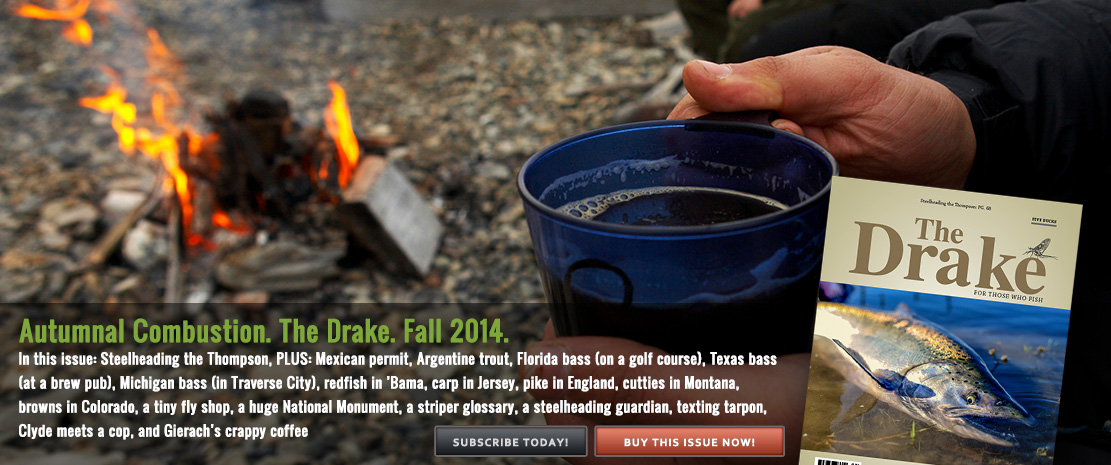 Steelheading the Thompson: PG. 60
FIVE BUCKS
The
Drake
FOR THOSE WHO FISH
Autumnal Combustion. The Drake. Fall 2014.
In this issue: Steelheading the Thompson, PLUS: Mexican permit, Argentine trout, Florida bass (on a golf course), Texas bass
(at a brew pub), Michigan bass (in Traverse City), redfish in 'Bama, carp in Jersey, pike in England, cutties in Montana,
browns in Colorado, a tiny fly shop, a huge National Monument, a striper glossary, a steelheading guardian, texting tarpon,
Clyde meets a cop, and Gierach's crappy coffee
SUBSCRIBE TODAY!
BUY THIS ISSUE NOW!